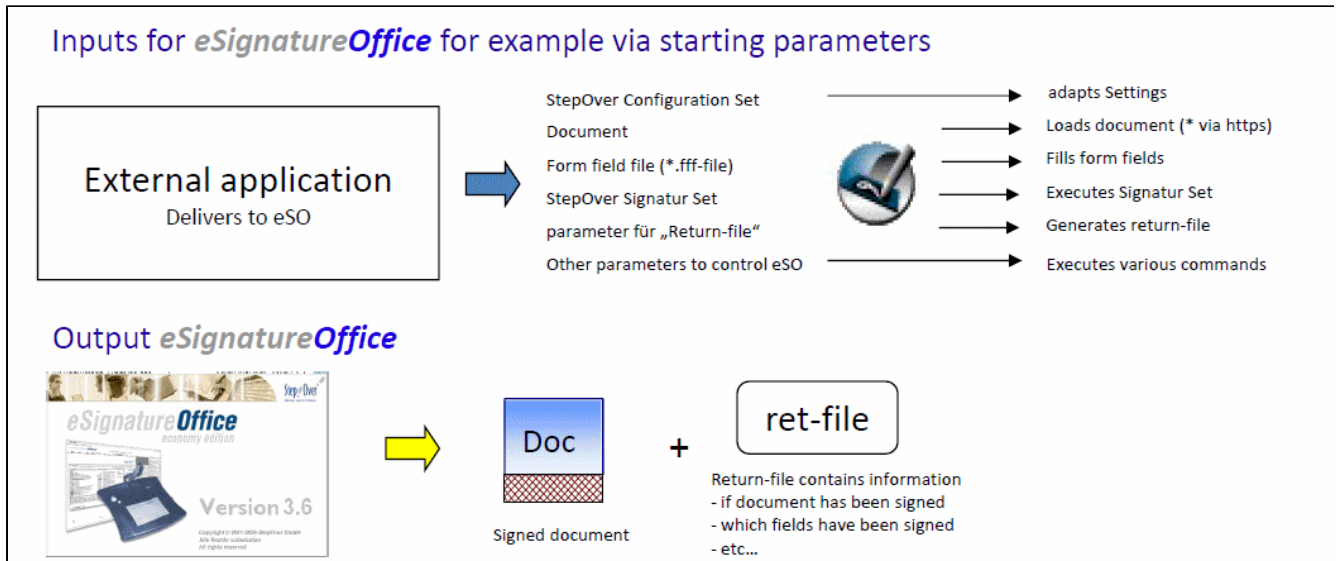 Inputs for eSignatureOffice for example via starting parameters
External application
Delivers to eSO
StepOver Configuration Set
adapts Settings
Document
Loads document (* via https)
Form field file (*.fff-file)
Fills form fields
StepOver Signatur Set
Executes Signatur Set
parameter für „Return-file“
Generates return-file
Other parameters to control eSO
Executes various commands
Output eSignatureOffice
StepOver
eSignatureOffice
economy edition
Version 3.6
All rights reserved
Doc
Signed document
+
ret-file
Return-file contains information
- if document has been signed
- which fields have been signed
- etc...